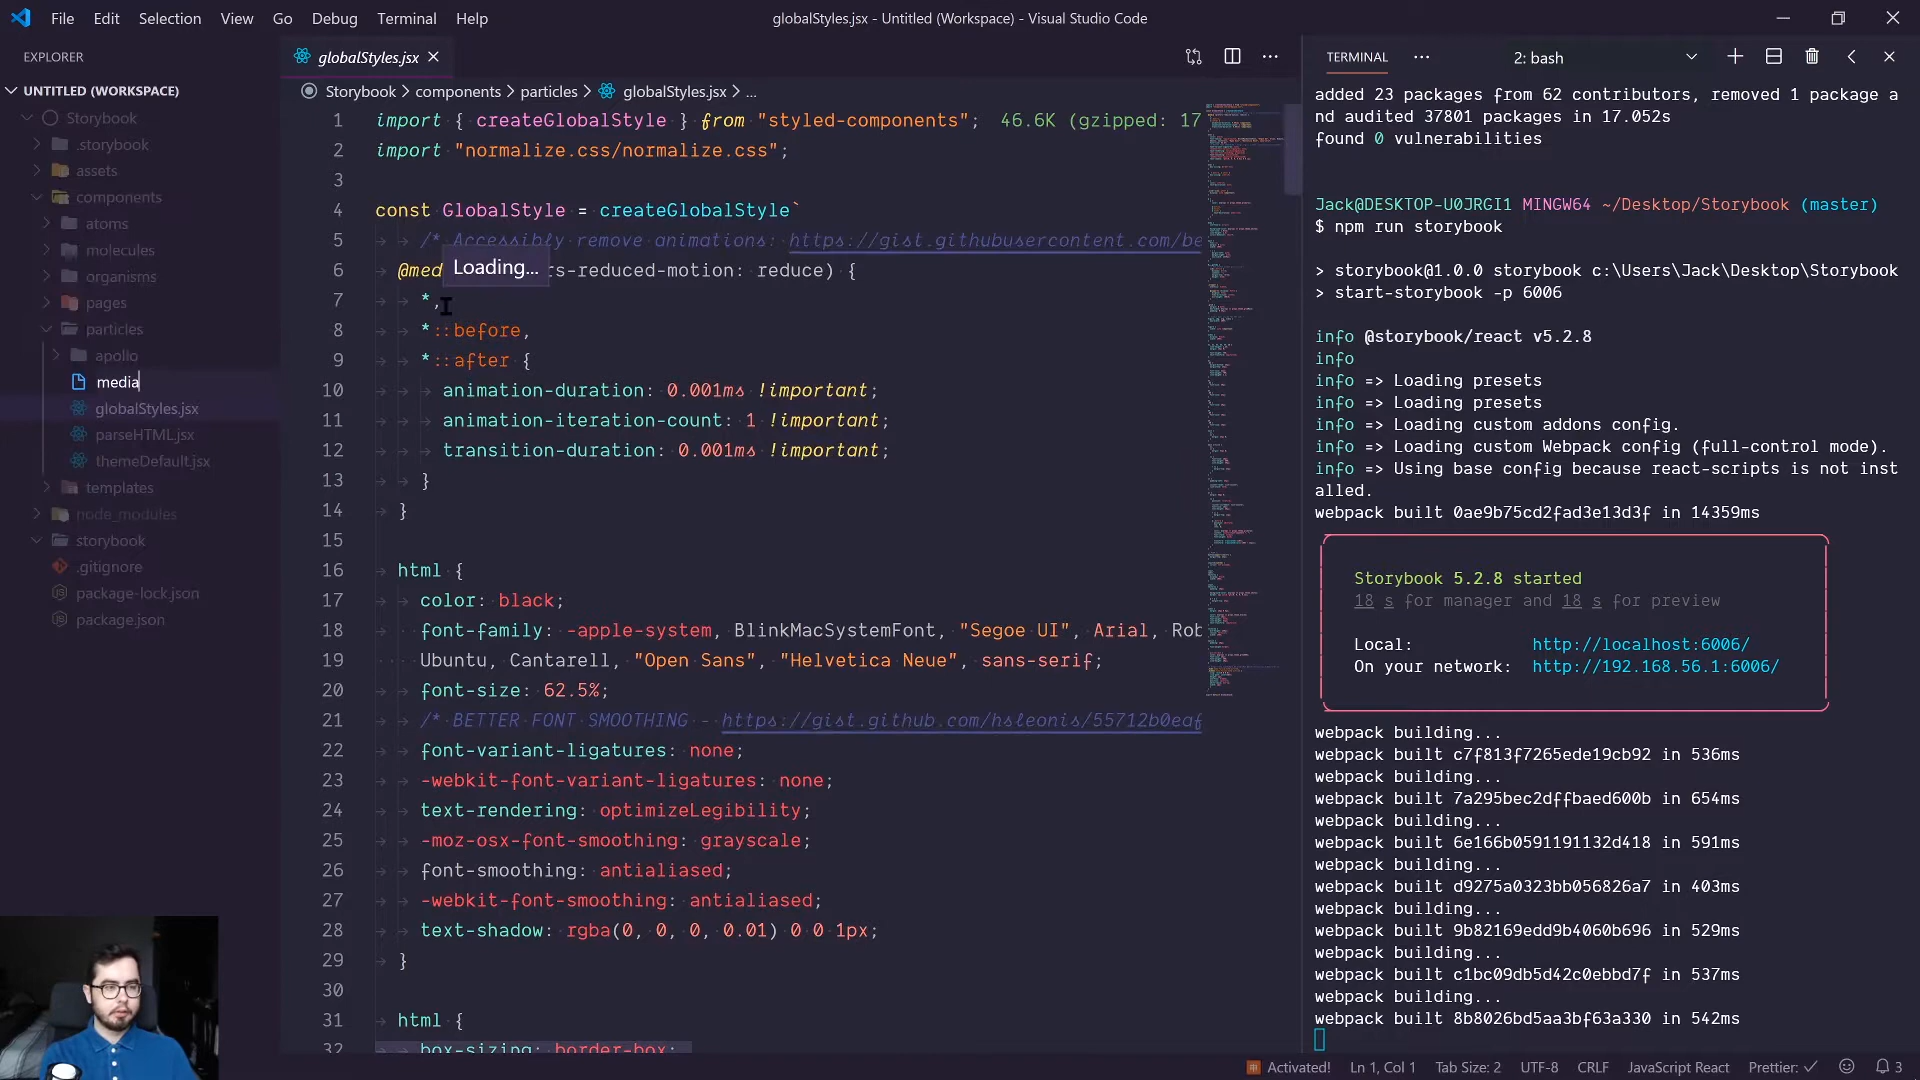 File Edit Selection View Go Debug Terminal Help
globalStyles.jsx - Untitled (Workspace) - Visual Studio Code
EXPLORER
UNTITLED (WORKSPACE)
Storybook
.storybook
assets
components
atoms
molecules
organisms
pages
particles
apollo
media
globalStyles.jsx
parseHTML.jsx
themeDefault.jsx
templates
node_modules
storybook
.gitignore
package-lock.json
package.json
globalStyles.jsx
Storybook > components > particles > globalStyles.jsx > ...
1 import { createGlobalStyle } from "styled-components"; 46.6K (gzipped: 17
2 import "normalize.css/normalize.css";
3
4 const GlobalStyle = createGlobalStyle`
5 /* Accessibly remove animations: https://gist.githubusercontent.com/be
6 @med Loading... rs-reduced-motion: reduce) {
7 *,
8 *::before,
9 *::after {
10 animation-duration: 0.001ms !important;
11 animation-iteration-count: 1 !important;
12 transition-duration: 0.001ms !important;
13 }
14 }
15
16 html {
17 color: black;
18 font-family: -apple-system, BlinkMacSystemFont, "Segoe UI", Arial, Rob
19 Ubuntu, Cantarell, "Open Sans", "Helvetica Neue", sans-serif;
20 font-size: 62.5%;
21 /* BETTER FONT SMOOTHING - https://gist.github.com/hsleonis/55712b0eaf
22 font-variant-ligatures: none;
23 -webkit-font-variant-ligatures: none;
24 text-rendering: optimizeLegibility;
25 -moz-osx-font-smoothing: grayscale;
26 font-smoothing: antialiased;
27 -webkit-font-smoothing: antialiased;
28 text-shadow: rgba(0, 0, 0, 0.01) 0 0 1px;
29 }
30
31 html {
32 box-sizing: border-box;
TERMINAL ... 2: bash
added 23 packages from 62 contributors, removed 1 package a
nd audited 37801 packages in 17.052s
found 0 vulnerabilities
Jack@DESKTOP-U0JRGI1 MINGW64 ~/Desktop/Storybook (master)
$ npm run storybook
> storybook@1.0.0 storybook c:\Users\Jack\Desktop\Storybook
> start-storybook -p 6006
info @storybook/react v5.2.8
info
info => Loading presets
info => Loading presets
info => Loading custom addons config.
info => Loading custom Webpack config (full-control mode).
info => Using base config because react-scripts is not inst
alled.
webpack built 0ae9b75cd2fad3e13d3f in 14359ms
Storybook 5.2.8 started
18 s for manager and 18 s for preview
Local: http://localhost:6006/
On your network: http://192.168.56.1:6006/
webpack building...
webpack built c7f813f7265ede19cb92 in 536ms
webpack building...
webpack built 7a295bec2dffbaed600b in 654ms
webpack building...
webpack built 6e166b0591191132d418 in 591ms
webpack building...
webpack built d9275a0323bb056826a7 in 403ms
webpack building...
webpack built 9b82169edd9b4060b696 in 529ms
webpack building...
webpack built c1bc09db5d42c0ebbd7f in 537ms
webpack building...
webpack built 8b8026bd5aa3bf63a330 in 542ms
Activated! Ln 1, Col 1 Tab Size: 2 UTF-8 CRLF JavaScript React Prettier: ✓ 3